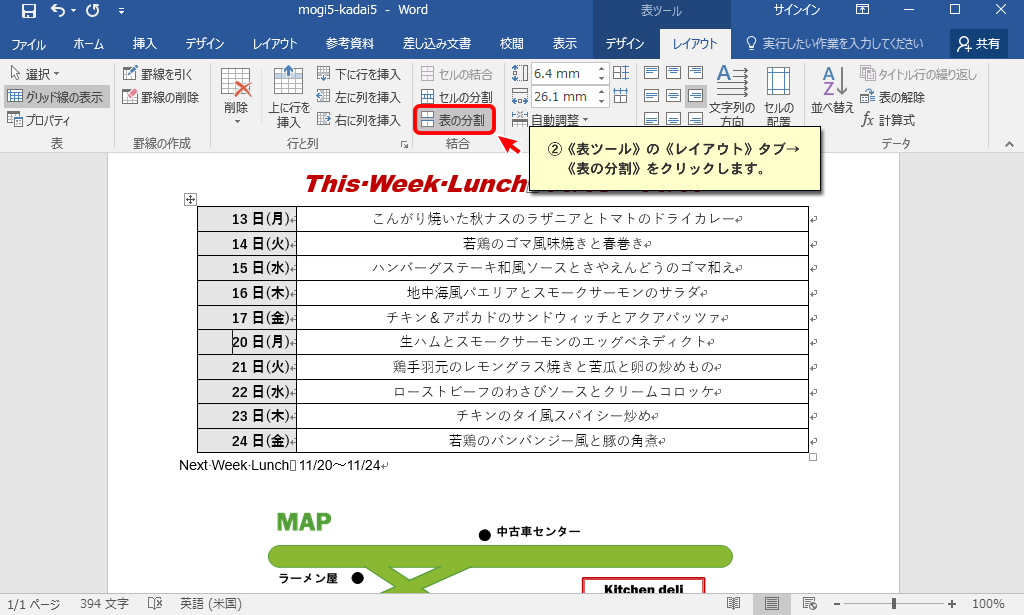 mogi5-kadai5 - Word
表ツール
サインイン
ファイル ホーム 挿入 デザイン レイアウト 参考資料 差し込み文書 校閲 表示 デザイン レイアウト 実行したい作業を入力してください 共有
選択
グリッド線の表示
プロパティ
表
罫線を引く
罫線の削除
罫線の作成
削除
上に行を
挿入
下に行を挿入
左に列を挿入
右に列を挿入
行と列
セルの結合
セルの分割
表の分割
結合
6.4 mm
26.1 mm
自動調整
文字列の
方向
セルの
配置
並べ替え
タイトル行の繰り返し
表の解除
fx 計算式
データ
②《表ツール》の《レイアウト》タブ→
《表の分割》をクリックします。
This·Week·Lunch
13 日(月) こんがり焼いた秋ナスのラザニアとトマトのドライカレー
14 日(火) 若鶏のゴマ風味焼きと春巻き
15 日(水) ハンバーグステーキ和風ソースとさやえんどうのゴマ和え
16 日(木) 地中海風パエリアとスモークサーモンのサラダ
17 日(金) チキン＆アボカドのサンドウィッチとアクアパッツァ
20 日(月) 生ハムとスモークサーモンのエッグベネディクト
21 日(火) 鶏手羽元のレモングラス焼きと苦瓜と卵の炒めもの
22 日(水) ローストビーフのわさびソースとクリームコロッケ
23 日(木) チキンのタイ風スパイシー炒め
24 日(金) 若鶏のバンバンジー風と豚の角煮
Next·Week·Lunch 11/20～11/24
MAP
中古車センター
ラーメン屋
Kitchen deli
1/1 ページ 394 文字 英語 (米国) 100%